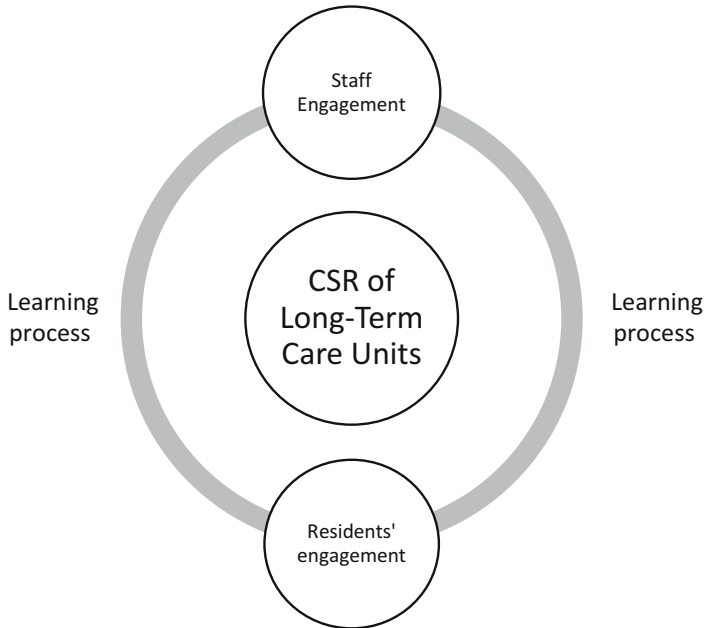 Staff
Engagement
CSR of
Long-Term
Care Units
Learning
process
Learning
process
Residents'
engagement